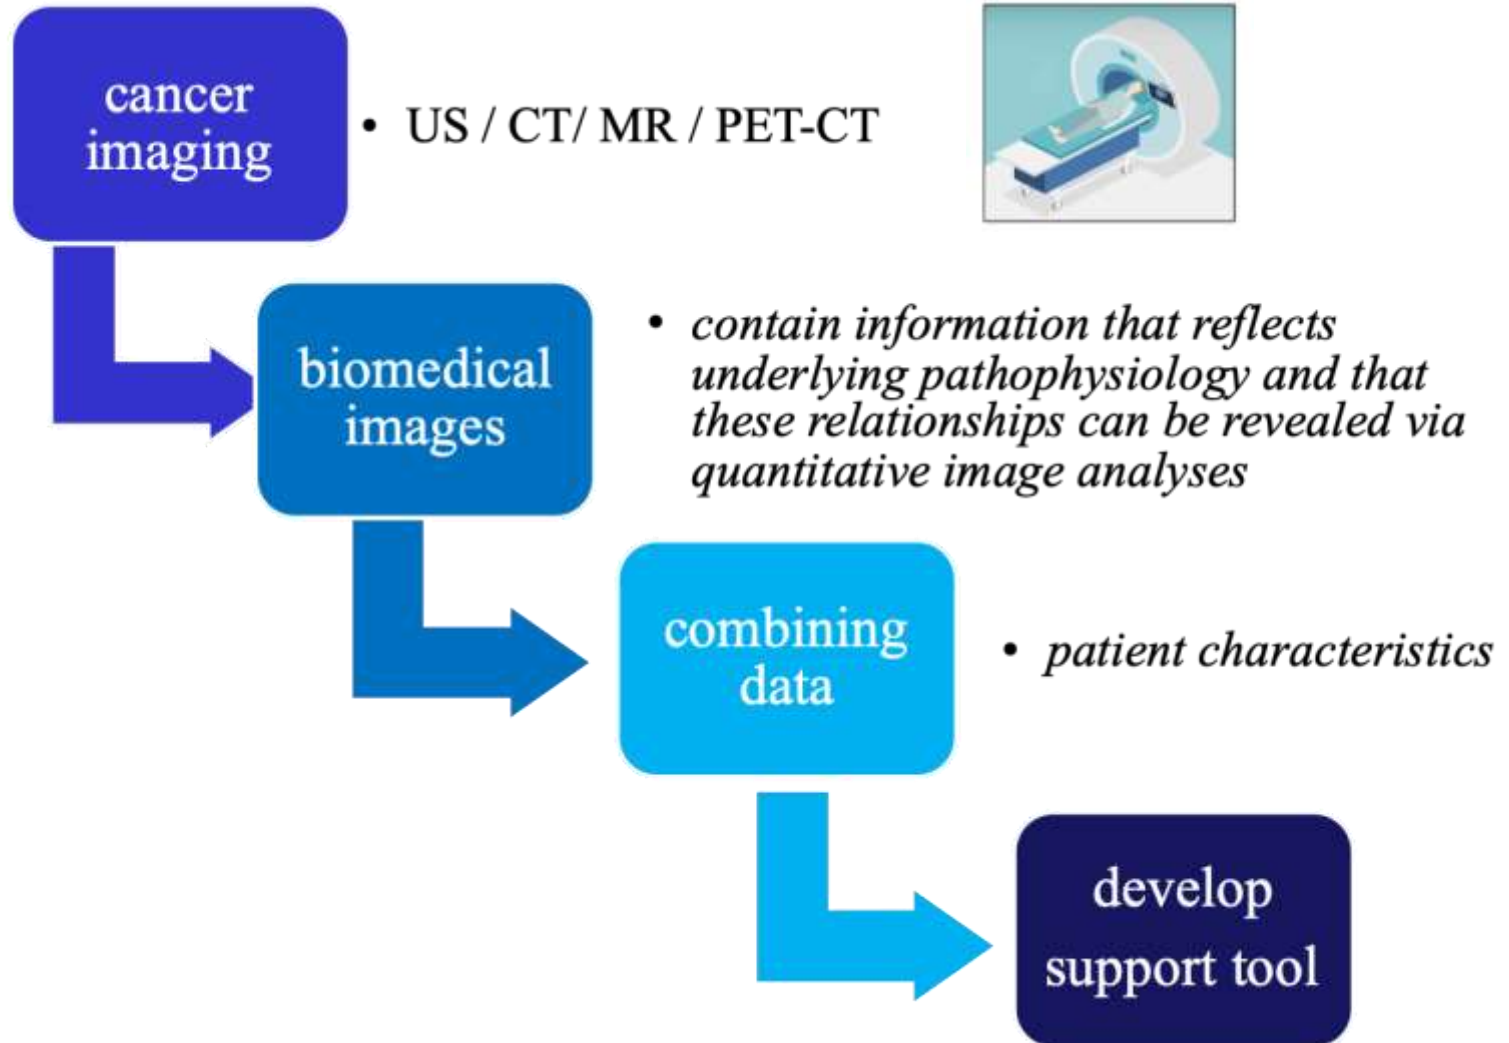 cancer
imaging
• US / CT/ MR / PET-CT
biomedical
images
• contain information that reflects
underlying pathophysiology and that
these relationships can be revealed via
quantitative image analyses
combining
data
• patient characteristics
develop
support tool